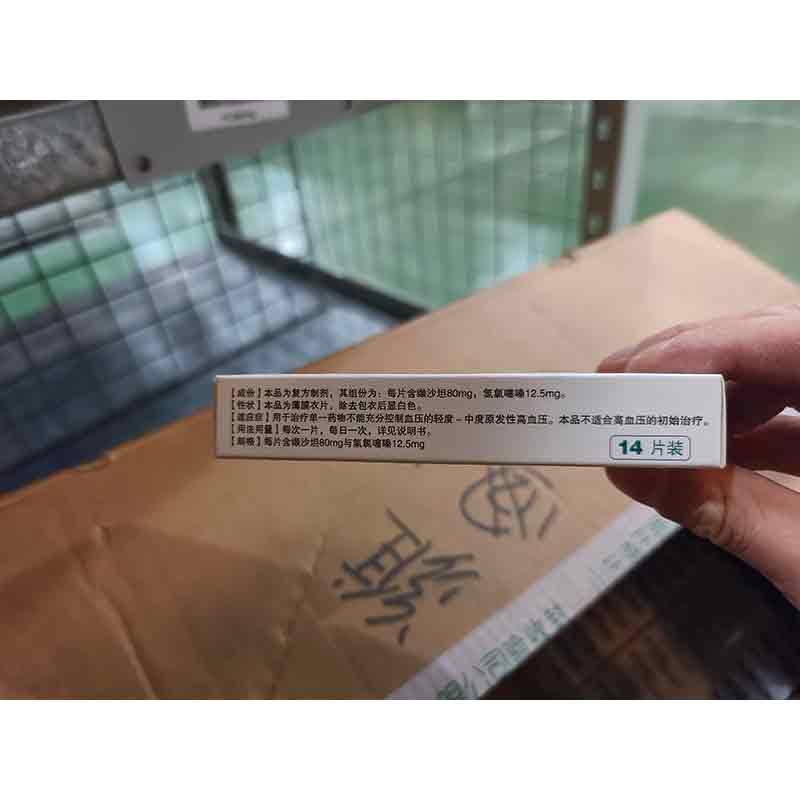 【成份】本品为复方制剂，其组份为：每片含缬沙坦80mg，氢氯噻嗪12.5mg。
【性状】本品为薄膜衣片，除去包衣后显白色。
【适应症】用于治疗单一药物不能充分控制血压的轻度－中度原发性高血压。本品不适合高血压的初始治疗。
【用法用量】每次一片，每日一次，详见说明书。
【规格】每片含缬沙坦80mg与氢氯噻嗪12.5mg
14 片装